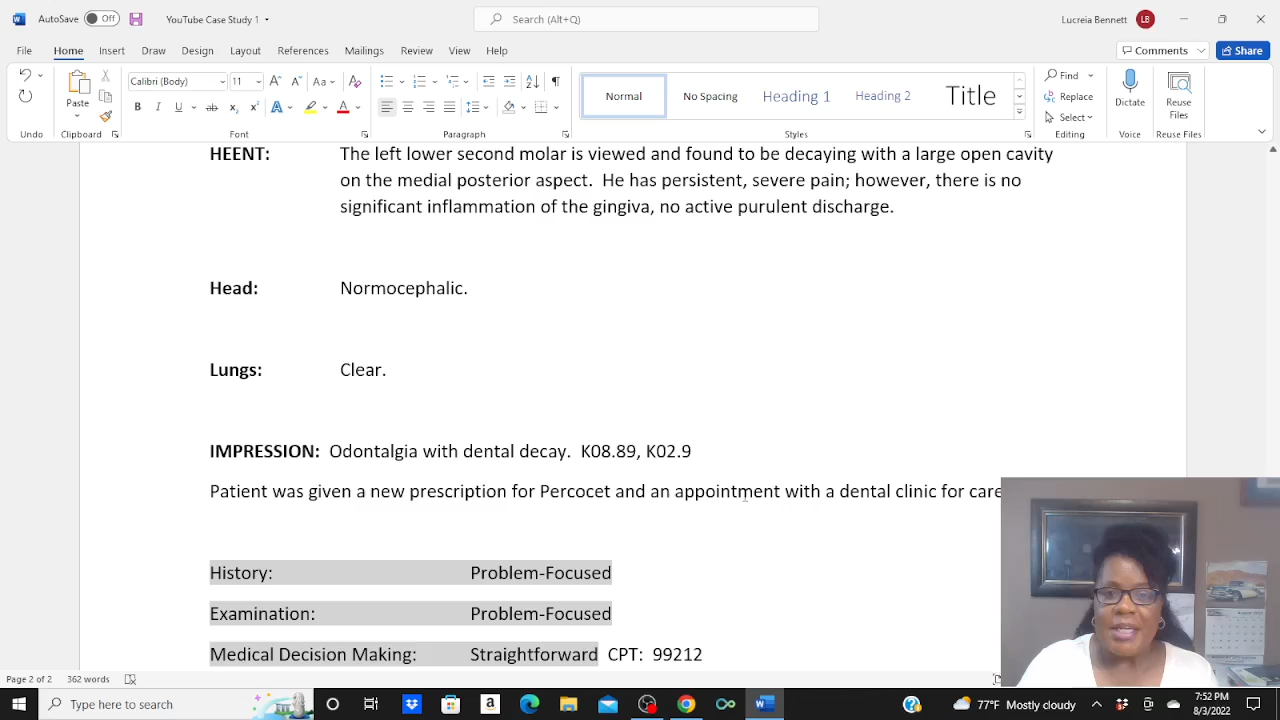 AutoSave Off YouTube Case Study 1 Search (Alt+Q) Lucreia Bennett LB
File Home Insert Draw Design Layout References Mailings Review View Help Comments Share
Calibri (Body) 11 Aa Find
Paste Normal No Spacing Heading 1 Heading 2 Title Replace Dictate Reuse Files
B I U ab x₂ x² A A Select
Undo Clipboard Font Paragraph Styles Editing Voice Reuse Files
HEENT: The left lower second molar is viewed and found to be decaying with a large open cavity
on the medial posterior aspect. He has persistent, severe pain; however, there is no
significant inflammation of the gingiva, no active purulent discharge.
Head: Normocephalic.
Lungs: Clear.
IMPRESSION: Odontalgia with dental decay. K08.89, K02.9
Patient was given a new prescription for Percocet and an appointment with a dental clinic for care
History: Problem-Focused
Examination: Problem-Focused
Medical Decision Making: Straightforward CPT: 99212
Page 2 of 2 362 words
Type here to search 77°F Mostly cloudy 7:52 PM
8/3/2022